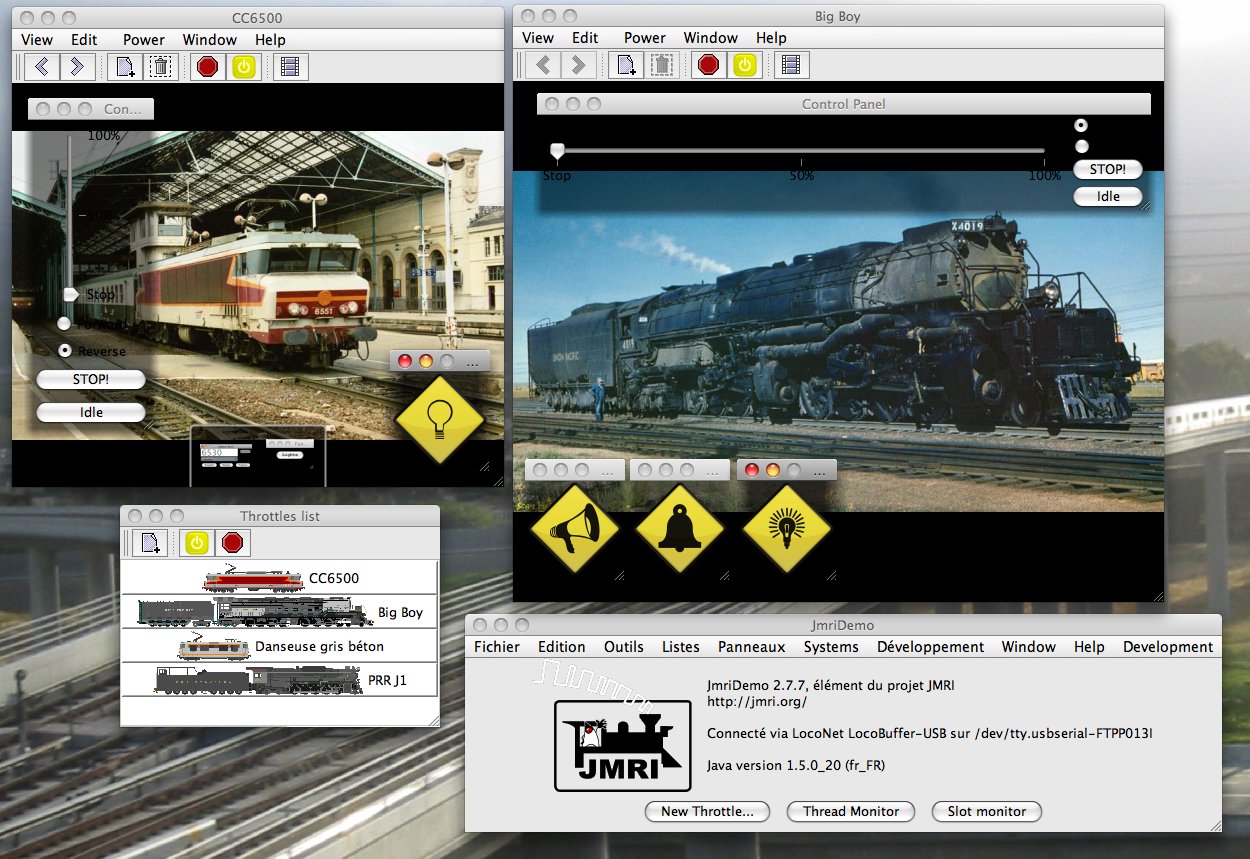 CC6500
View Edit Power Window Help
Con...
100%
Stop
Reverse
STOP!
Idle
6551
...
6530
Lights
Big Boy
View Edit Power Window Help
Control Panel
Stop 50% 100%
STOP!
Idle
X4019
4019
UNION PACIFIC
... ... ...
Throttles list
CC6500
Big Boy
Danseuse gris béton
PRR J1
JmriDemo
Fichier Edition Outils Listes Panneaux Systems Développement Window Help Development
JmriDemo 2.7.7, élément du projet JMRI
http://jmri.org/
Connecté via LocoNet LocoBuffer-USB sur /dev/tty.usbserial-FTPP013I
Java version 1.5.0_20 (fr_FR)
JMRI
New Throttle... Thread Monitor Slot monitor